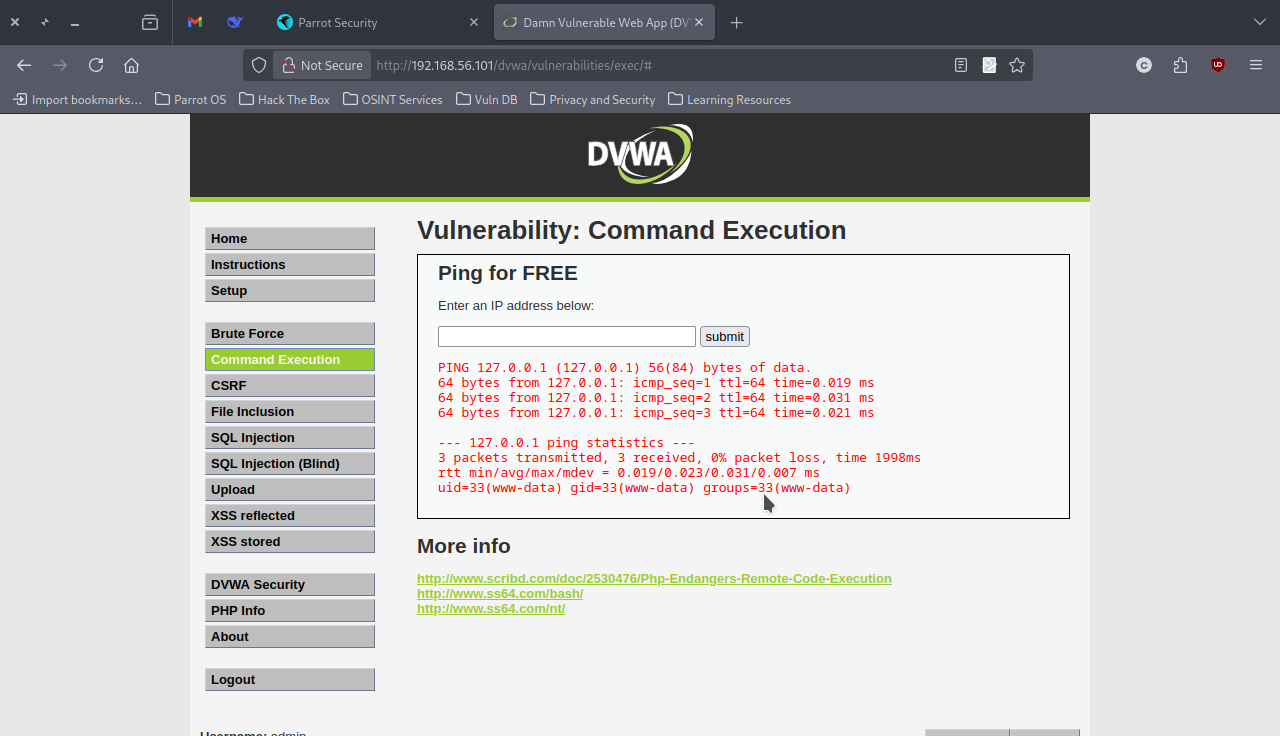 Parrot Security
Damn Vulnerable Web App (DV
Not Secure
http://192.168.56.101/dvwa/vulnerabilities/exec/#
C
UD
Import bookmarks…
Parrot OS
Hack The Box
OSINT Services
Vuln DB
Privacy and Security
Learning Resources
DVWA
Home
Instructions
Setup
Brute Force
Command Execution
CSRF
File Inclusion
SQL Injection
SQL Injection (Blind)
Upload
XSS reflected
XSS stored
DVWA Security
PHP Info
About
Logout
Vulnerability: Command Execution
Ping for FREE
Enter an IP address below:
submit
PING 127.0.0.1 (127.0.0.1) 56(84) bytes of data.
64 bytes from 127.0.0.1: icmp_seq=1 ttl=64 time=0.019 ms
64 bytes from 127.0.0.1: icmp_seq=2 ttl=64 time=0.031 ms
64 bytes from 127.0.0.1: icmp_seq=3 ttl=64 time=0.021 ms
--- 127.0.0.1 ping statistics ---
3 packets transmitted, 3 received, 0% packet loss, time 1998ms
rtt min/avg/max/mdev = 0.019/0.023/0.031/0.007 ms
uid=33(www-data) gid=33(www-data) groups=33(www-data)
More info
http://www.scribd.com/doc/2530476/Php-Endangers-Remote-Code-Execution
http://www.ss64.com/bash/
http://www.ss64.com/nt/
Username: admin